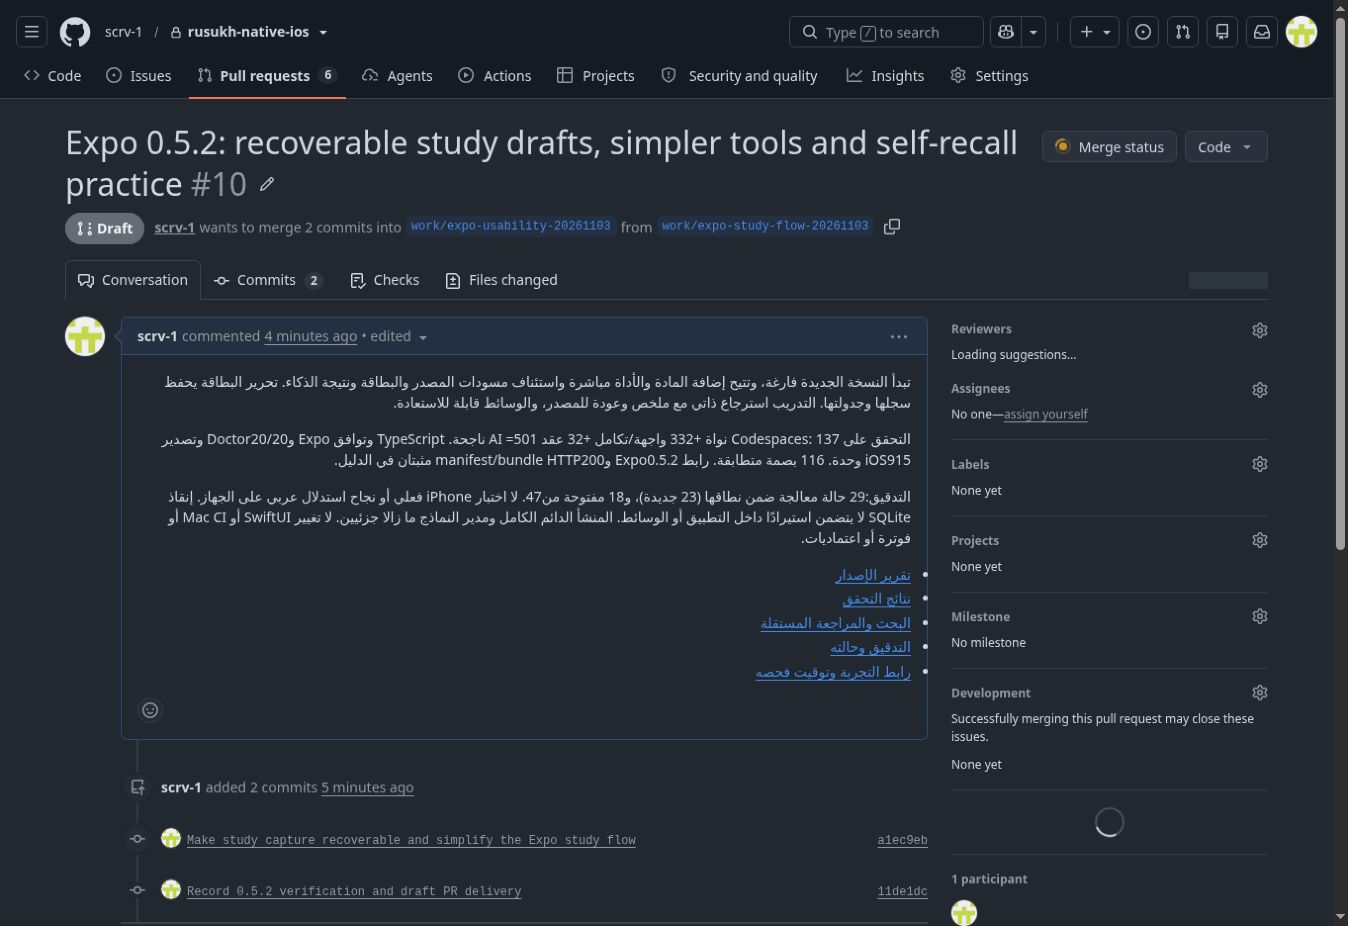 scrv-1 / rusukh-native-ios
Type / to search
Code
Issues
Pull requests 6
Agents
Actions
Projects
Security and quality
Insights
Settings
Expo 0.5.2: recoverable study drafts, simpler tools and self-recall
practice #10
Merge status
Code
Draft
scrv-1 wants to merge 2 commits into work/expo-usability-20261103 from work/expo-study-flow-20261103
Conversation
Commits 2
Checks
Files changed
scrv-1 commented 4 minutes ago • edited
تبدأ النسخة الجديدة فارغة، وتتيح إضافة المادة والأداة مباشرة واستئناف مسودات المصدر والبطاقة ونتيجة الذكاء. تحرير البطاقة يحفظ
سجلها وجدولتها. التدريب استرجاع ذاتي مع ملخص وعودة للمصدر، والوسائط قابلة للاستعادة.
التحقق على Codespaces: 137 نواة +332 واجهة/تكامل +32 عقد AI =501 ناجحة. TypeScript وتوافق Expo وDoctor20/20 وتصدير
iOS915 وحدة. 116 بصمة متطابقة. رابط Expo0.5.2 وmanifest/bundle HTTP200 مثبتان في الدليل.
التدقيق:29 حالة معالجة ضمن نطاقها (23 جديدة)، و18 مفتوحة من47. لا اختبار iPhone فعلي أو نجاح استدلال عربي على الجهاز. إنقاذ
SQLite لا يتضمن استيرادًا داخل التطبيق أو الوسائط. المنشأ الدائم الكامل ومدير النماذج ما زالا جزئيين. لا تغيير SwiftUI أو Mac CI أو
فوترة أو اعتماديات.
تقرير الإصدار
نتائج التحقق
البحث والمراجعة المستقلة
التدقيق وحالته
رابط التجربة وتوقيت فحصه
scrv-1 added 2 commits 5 minutes ago
Make study capture recoverable and simplify the Expo study flow a1ec9eb
Record 0.5.2 verification and draft PR delivery 11de1dc
Reviewers
Loading suggestions...
Assignees
No one—assign yourself
Labels
None yet
Projects
None yet
Milestone
No milestone
Development
Successfully merging this pull request may close these
issues.
None yet
1 participant